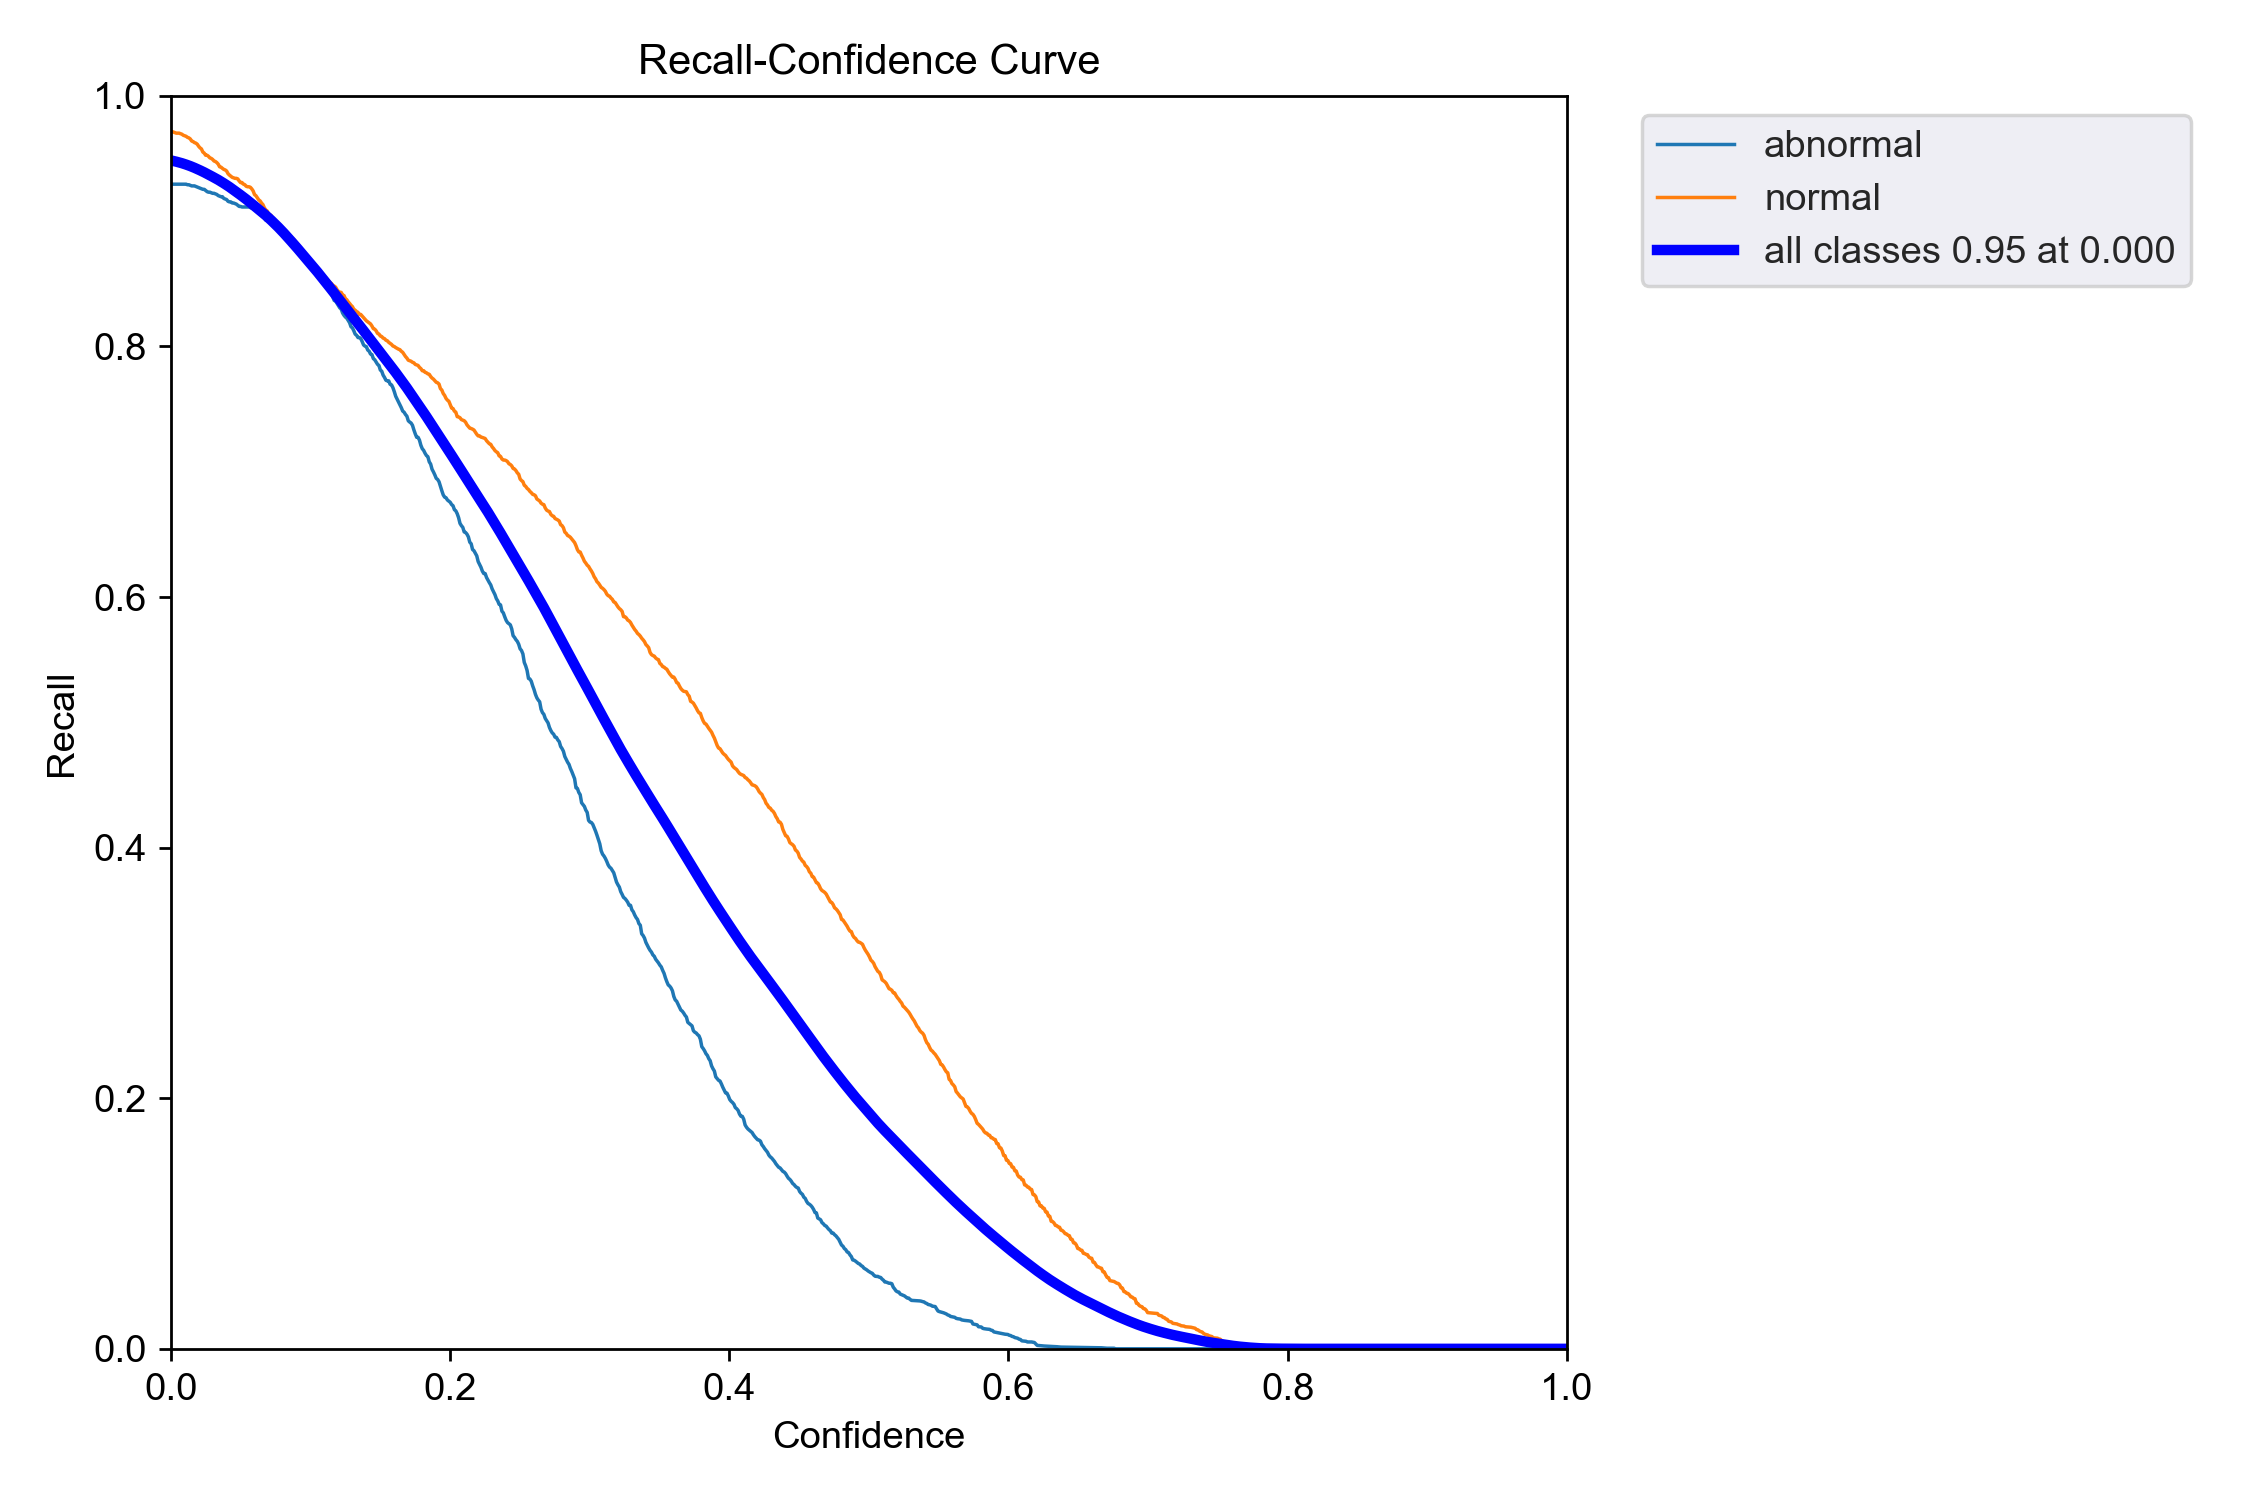 Recall-Confidence Curve
1.0
0.8
0.6
0.4
0.2
0.0
Recall
0.0 0.2 0.4 0.6 0.8 1.0
Confidence
abnormal
normal
all classes 0.95 at 0.000